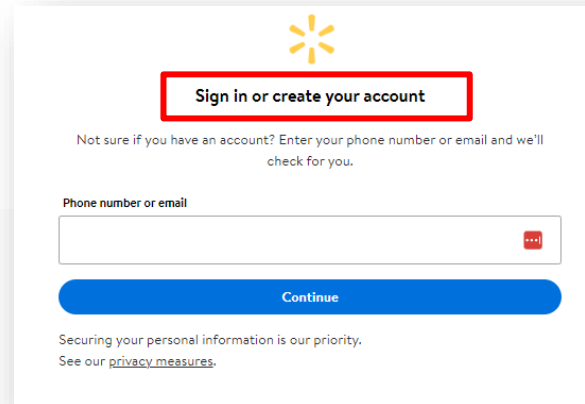 Sign in or create your account
Not sure if you have an account? Enter your phone number or email and we'll
check for you.
Phone number or email
Continue
Securing your personal information is our priority.
See our privacy measures.